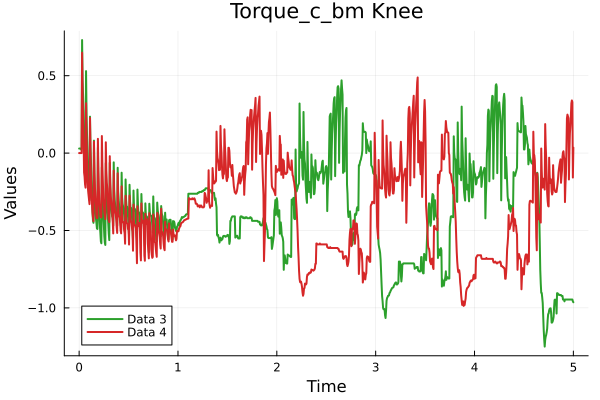 Torque_c_bm Knee
Values
0.5
0.0
−0.5
−1.0
Data 3
Data 4
0 1 2 3 4 5
Time